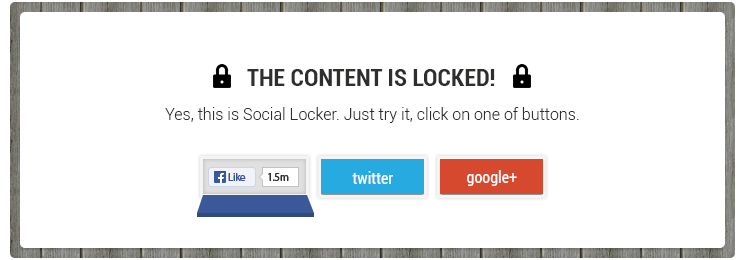 THE CONTENT IS LOCKED!
Yes, this is Social Locker. Just try it, click on one of buttons.
f Like 1.5m twitter google+